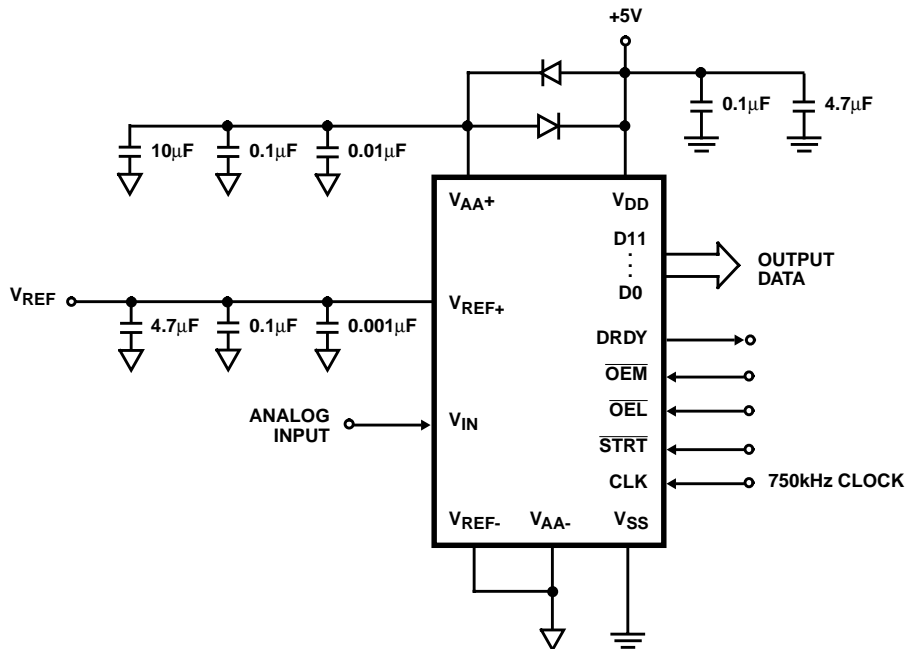 +5V
0.1μF
4.7μF
10μF
0.1μF
0.01μF
VAA+
VDD
D11
D0
OUTPUT
DATA
VREF
4.7μF
0.1μF
0.001μF
VREF+
DRDY
OEM
OEL
ANALOG
INPUT
VIN
STRT
CLK
750kHz CLOCK
VREF-
VAA-
VSS